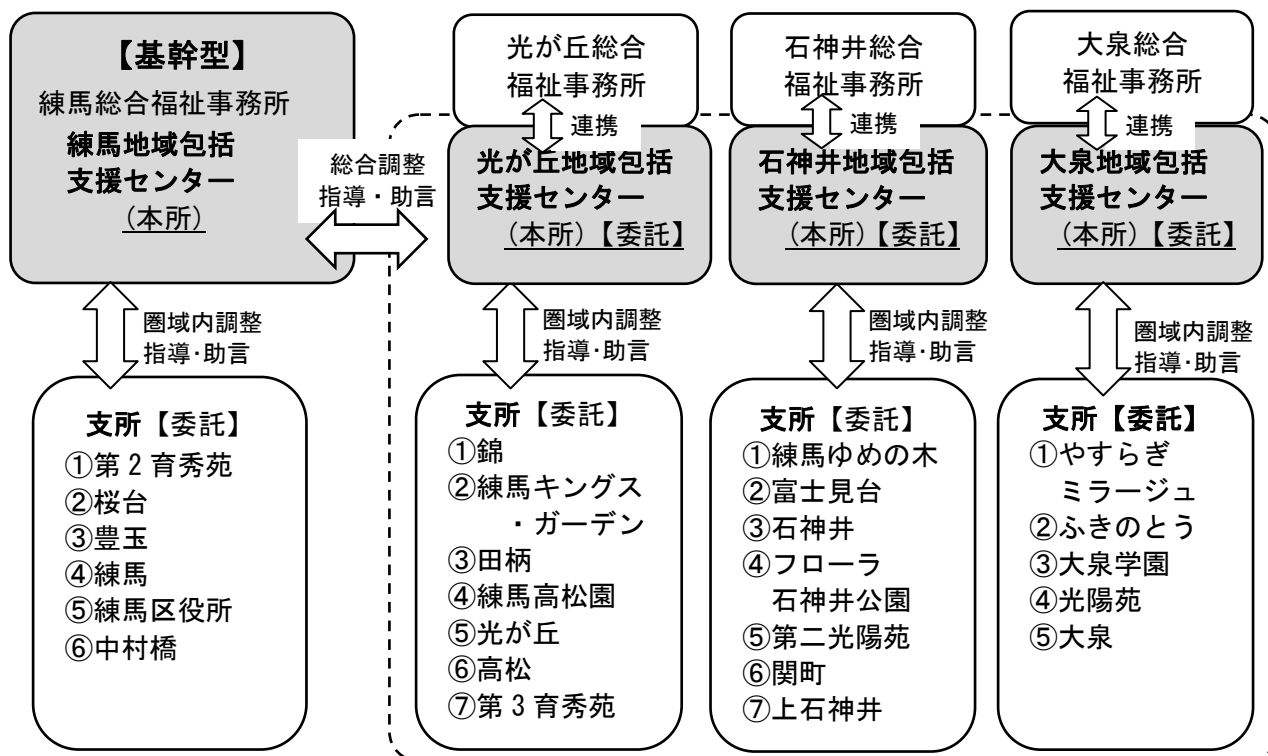 【基幹型】
練馬総合福祉事務所
練馬地域包括
支援センター
(本所)
総合調整
指導・助言
光が丘総合
福祉事務所
連携
光が丘地域包括
支援センター
(本所)【委託】
石神井総合
福祉事務所
連携
石神井地域包括
支援センター
(本所)【委託】
大泉総合
福祉事務所
連携
大泉地域包括
支援センター
(本所)【委託】
圏域内調整
指導・助言
圏域内調整
指導・助言
圏域内調整
指導・助言
圏域内調整
指導・助言
支所【委託】
①第2育秀苑
②桜台
③豊玉
④練馬
⑤練馬区役所
⑥中村橋
支所【委託】
①錦
②練馬キングス
・ガーデン
③田柄
④練馬高松園
⑤光が丘
⑥高松
⑦第3育秀苑
支所【委託】
①練馬ゆめの木
②富士見台
③石神井
④フローラ
石神井公園
⑤第二光陽苑
⑥関町
⑦上石神井
支所【委託】
①やすらぎ
ミラージュ
②ふきのとう
③大泉学園
④光陽苑
⑤大泉